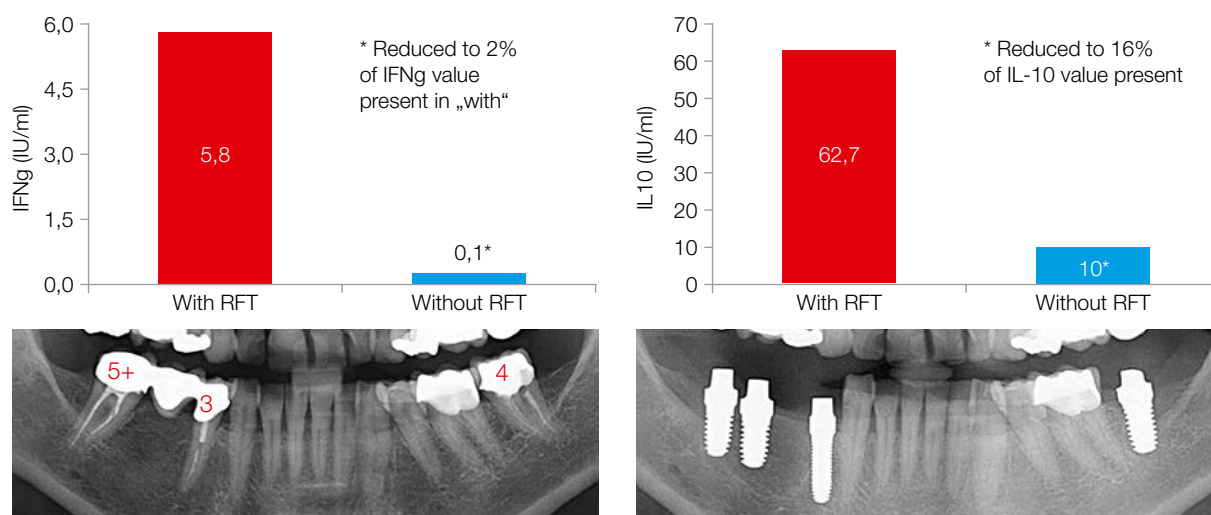 6,0
4,5
3,0
1,5
0,0
IFNg (IU/ml)
5,8
0,1*
* Reduced to 2%
of IFNg value
present in „with“
With RFT
Without RFT
70
60
50
40
30
20
10
0
IL10 (IU/ml)
62,7
10*
* Reduced to 16%
of IL-10 value present
With RFT
Without RFT
5+
3
4